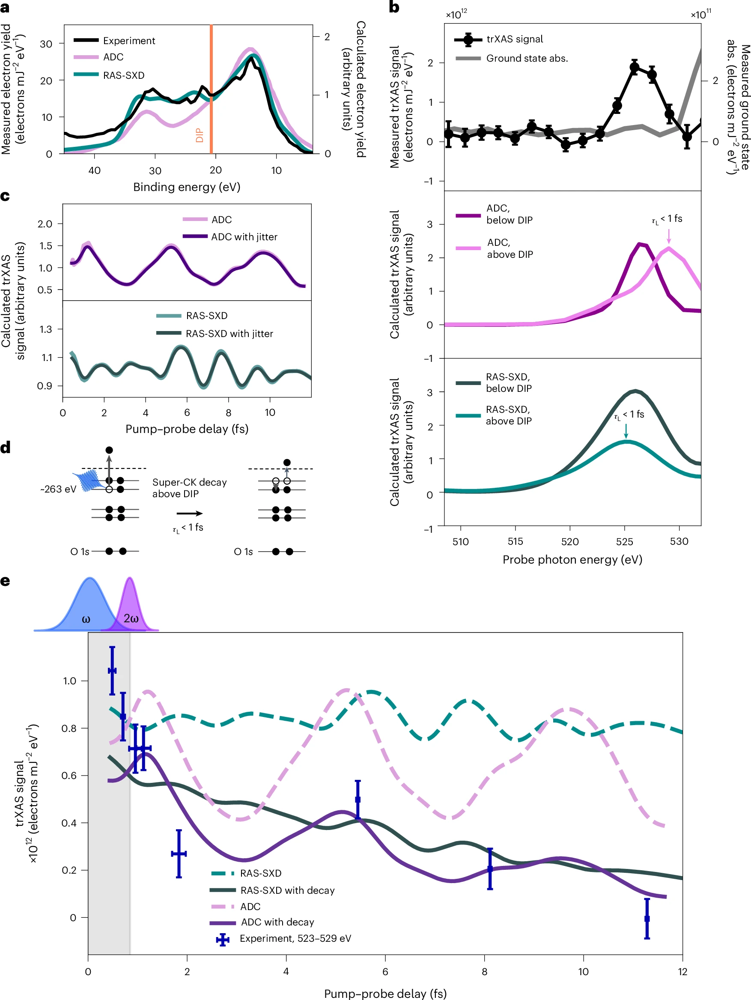 a
Measured electron yield
(electrons mJ⁻² eV⁻¹)
30
20
10
0
Experiment
ADC
RAS-SXD
DIP
2
1
0
Calculated electron yield
(arbitrary units)
40
30
20
10
Binding energy (eV)
b
×10¹²
×10¹¹
Measured trXAS signal
(electrons mJ⁻² eV⁻¹)
2
1
0
–1
trXAS signal
Ground state abs.
2
0
Measured ground state
abs. (electrons mJ⁻² eV⁻¹)
Calculated trXAS signal
(arbitrary units)
3
2
1
0
–1
ADC,
below DIP
ADC,
above DIP
τL < 1 fs
Calculated trXAS signal
(arbitrary units)
3
2
1
0
–1
RAS-SXD,
below DIP
RAS-SXD,
above DIP
τL < 1 fs
510
515
520
525
530
Probe photon energy (eV)
c
Calculated trXAS
signal (arbitrary units)
2.0
1.5
1.0
0.5
ADC
ADC with jitter
1.3
1.1
0.9
RAS-SXD
RAS-SXD with jitter
0
2
4
6
8
10
Pump–probe delay (fs)
d
~263 eV
Super-CK decay
above DIP
τL < 1 fs
O 1s
O 1s
e
ω
2ω
trXAS signal
×10¹² (electrons mJ⁻² eV⁻¹)
1.0
0.8
0.6
0.4
0.2
0
RAS-SXD
RAS-SXD with decay
ADC
ADC with decay
Experiment, 523–529 eV
0
2
4
6
8
10
12
Pump–probe delay (fs)